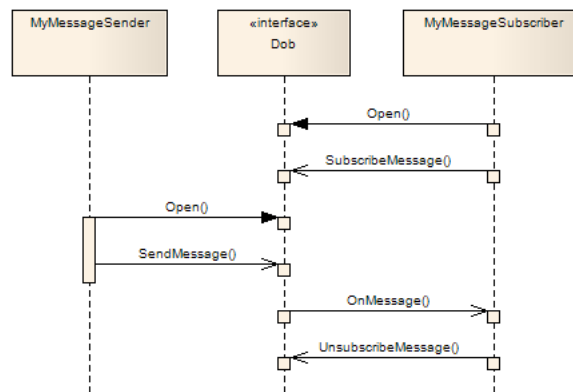 MyMessageSender
«interface»
Dob
MyMessageSubscriber
Open()
SubscribeMessage()
Open()
SendMessage()
OnMessage()
UnsubscribeMessage()